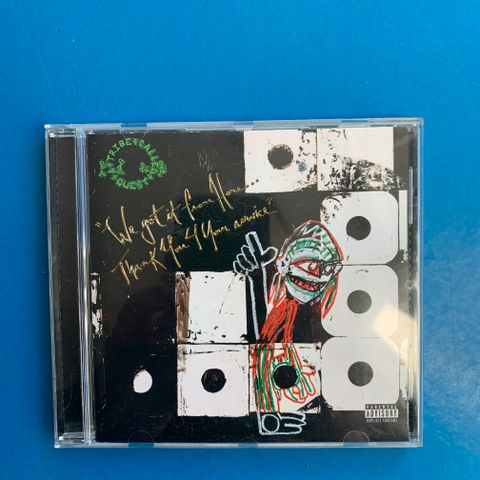 A TRIBE CALLED QUEST
"We got it from Here...
Thank You 4 Your service"
PARENTAL
ADVISORY
EXPLICIT CONTENT